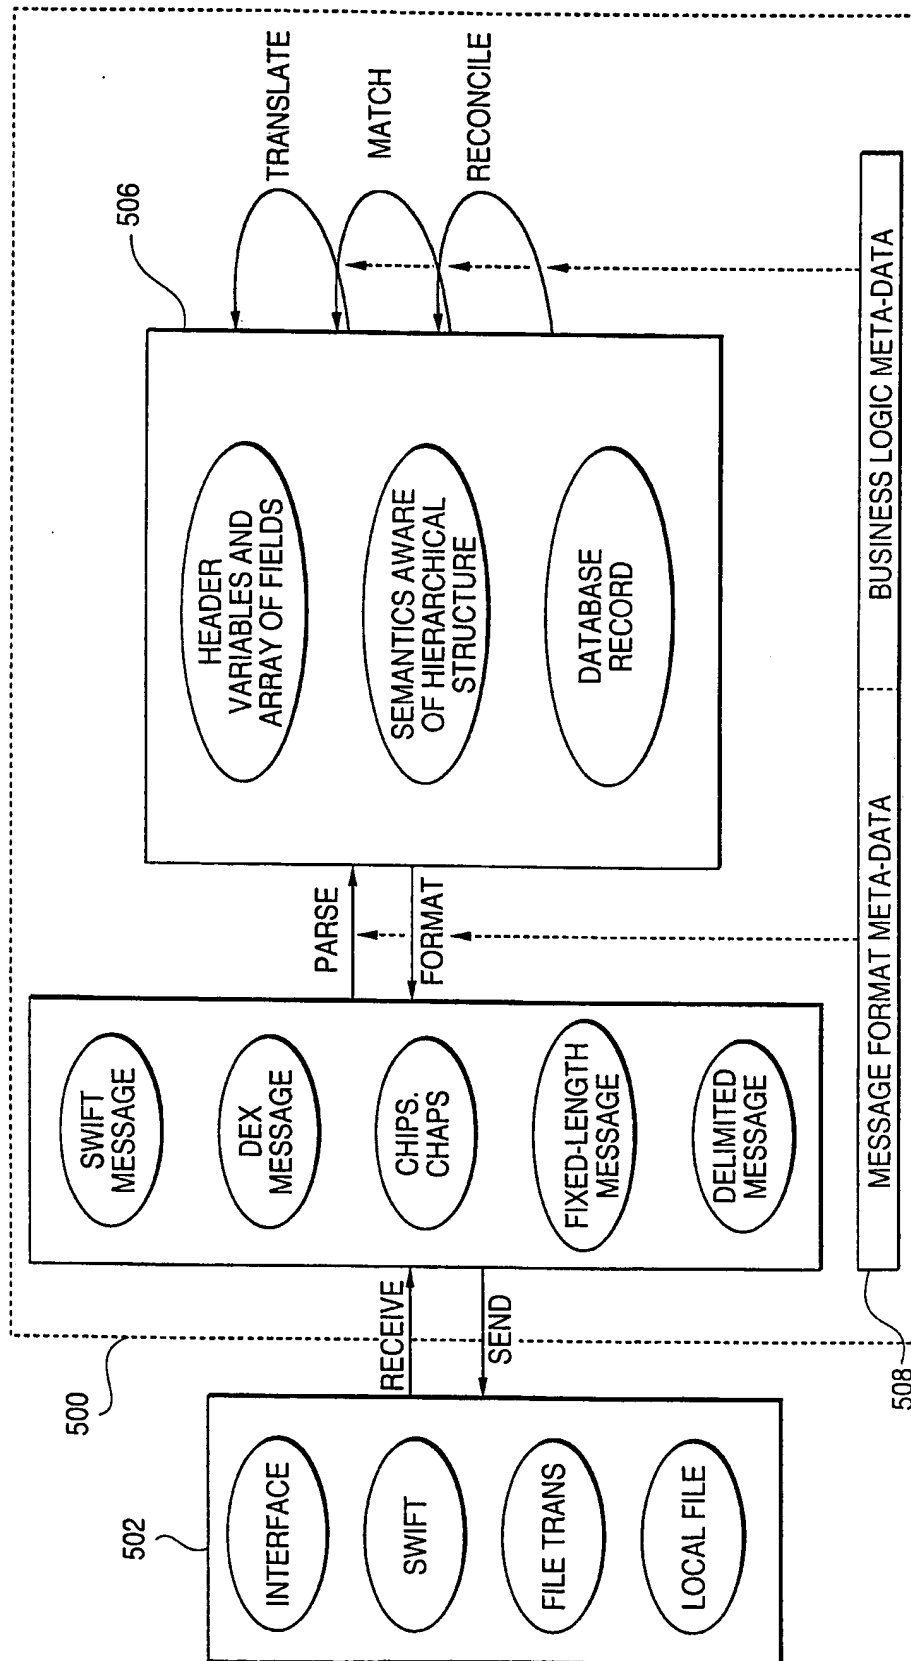 500
502
INTERFACE
SWIFT
FILE TRANS
LOCAL FILE
RECEIVE
SEND
SWIFT
MESSAGE
DEX
MESSAGE
CHIPS.
CHAPS
FIXED-LENGTH
MESSAGE
DELIMITED
MESSAGE
PARSE
FORMAT
506
HEADER
VARIABLES AND
ARRAY OF FIELDS
SEMANTICS AWARE
OF HIERARCHICAL
STRUCTURE
DATABASE
RECORD
TRANSLATE
MATCH
RECONCILE
508
MESSAGE FORMAT META-DATA
BUSINESS LOGIC META-DATA